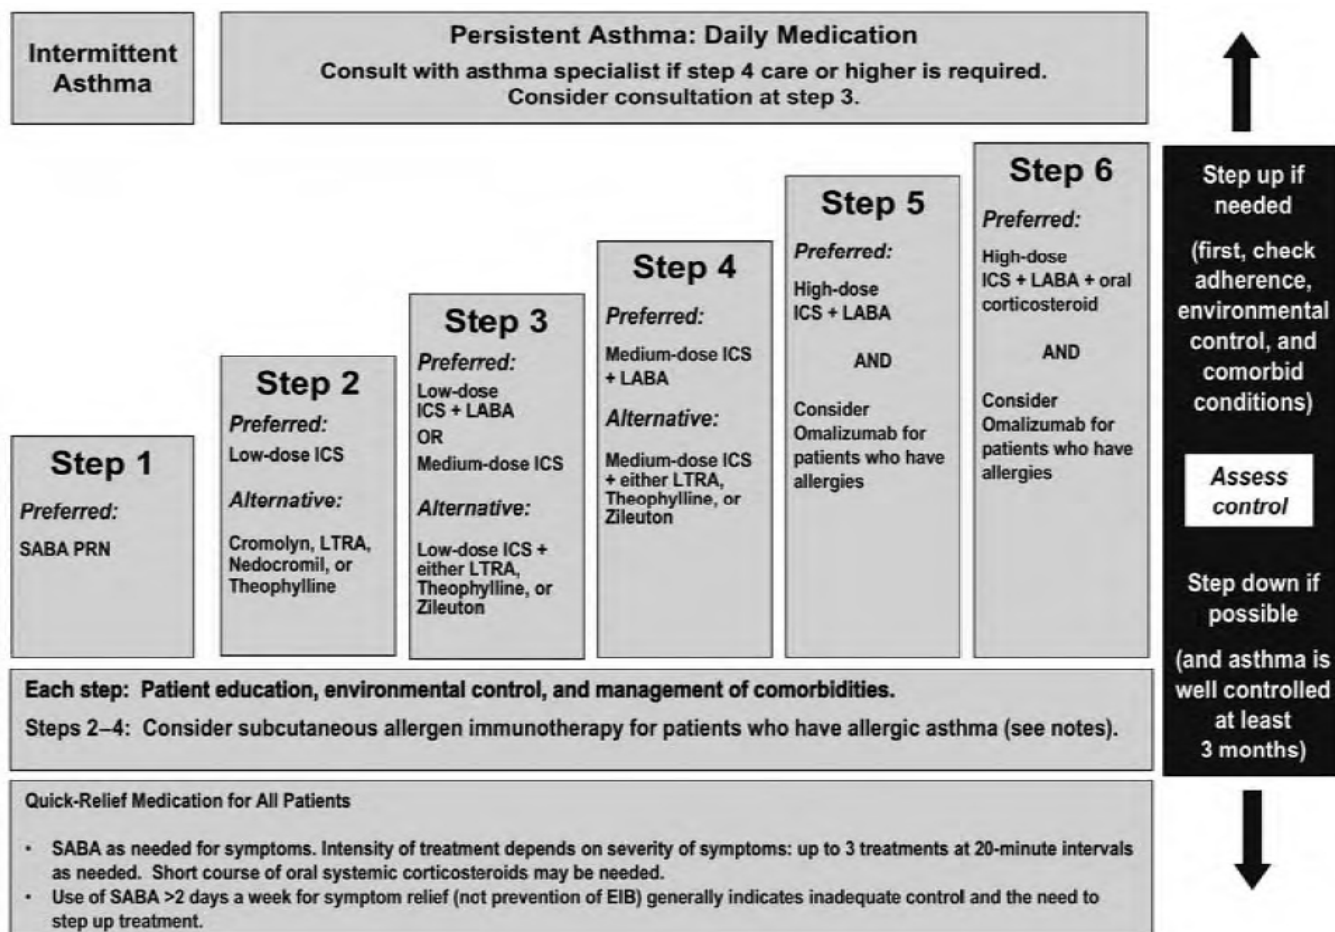 Intermittent
Asthma
Persistent Asthma: Daily Medication
Consult with asthma specialist if step 4 care or higher is required.
Consider consultation at step 3.
Step 1
Preferred:
SABA PRN
Step 2
Preferred:
Low-dose ICS
Alternative:
Cromolyn, LTRA,
Nedocromil, or
Theophylline
Step 3
Preferred:
Low-dose
ICS + LABA
OR
Medium-dose ICS
Alternative:
Low-dose ICS +
either LTRA,
Theophylline, or
Zileuton
Step 4
Preferred:
Medium-dose ICS
+ LABA
Alternative:
Medium-dose ICS
+ either LTRA,
Theophylline, or
Zileuton
Step 5
Preferred:
High-dose
ICS + LABA
AND
Consider
Omalizumab for
patients who have
allergies
Step 6
Preferred:
High-dose
ICS + LABA + oral
corticosteroid
AND
Consider
Omalizumab for
patients who have
allergies
Step up if
needed
(first, check
adherence,
environmental
control, and
comorbid
conditions)
Assess
control
Step down if
possible
(and asthma is
well controlled
at least
3 months)
Each step: Patient education, environmental control, and management of comorbidities.
Steps 2–4: Consider subcutaneous allergen immunotherapy for patients who have allergic asthma (see notes).
Quick-Relief Medication for All Patients
• SABA as needed for symptoms. Intensity of treatment depends on severity of symptoms: up to 3 treatments at 20-minute intervals
as needed. Short course of oral systemic corticosteroids may be needed.
• Use of SABA >2 days a week for symptom relief (not prevention of EIB) generally indicates inadequate control and the need to
step up treatment.